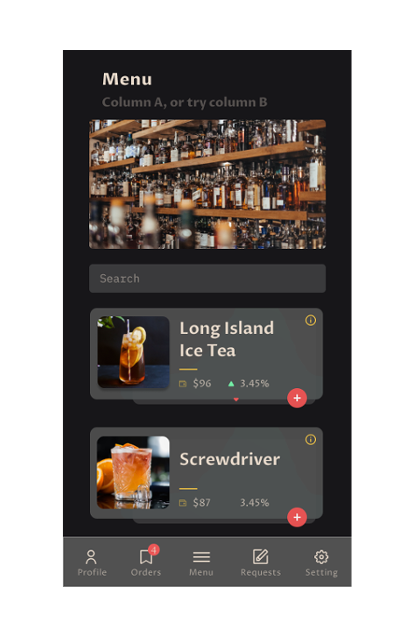 Menu
Column A, or try column B
Search
Long Island
Ice Tea
$96 3.45%
Screwdriver
$87 3.45%
4
Profile Orders Menu Requests Setting